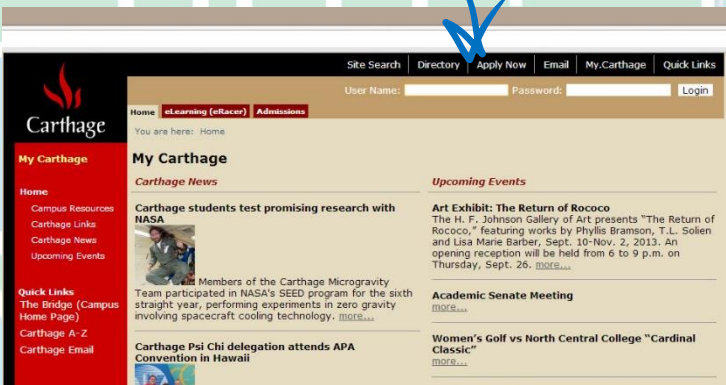 Site Search Directory Apply Now Email My.Carthage Quick Links
User Name: Password: Login
Carthage
Home eLearning (eRacer) Admissions
You are here: Home
My Carthage
Home
Campus Resources
Carthage Links
Carthage News
Upcoming Events
Quick Links
The Bridge (Campus
Home Page)
Carthage A-Z
Carthage Email
My Carthage
Carthage News
Carthage students test promising research with
NASA
Members of the Carthage Microgravity
Team participated in NASA's SEED program for the sixth
straight year, performing experiments in zero gravity
involving spacecraft cooling technology. more...
Carthage Psi Chi delegation attends APA
Convention in Hawaii
Upcoming Events
Art Exhibit: The Return of Rococo
The H. F. Johnson Gallery of Art presents "The Return of
Rococo," featuring works by Phyllis Bramson, T.L. Solien
and Lisa Marie Barber, Sept. 10-Nov. 2, 2013. An
opening reception will be held from 6 to 9 p.m. on
Thursday, Sept. 26. more...
Academic Senate Meeting
more...
Women's Golf vs North Central College "Cardinal
Classic"
more...